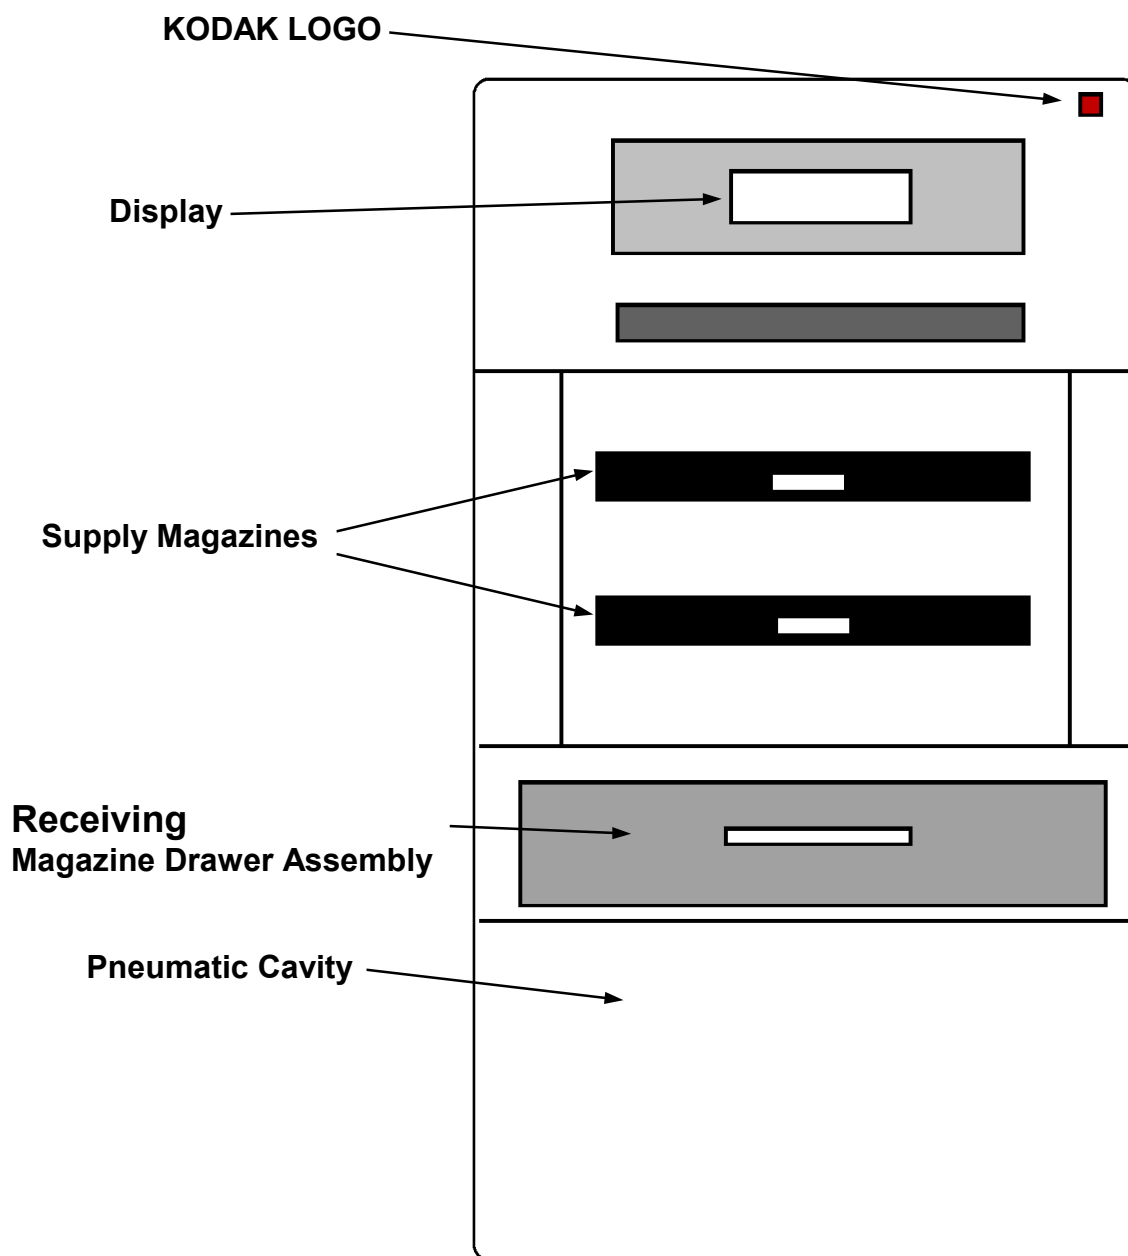 KODAK LOGO
Display
Supply Magazines
Receiving
Magazine Drawer Assembly
Pneumatic Cavity